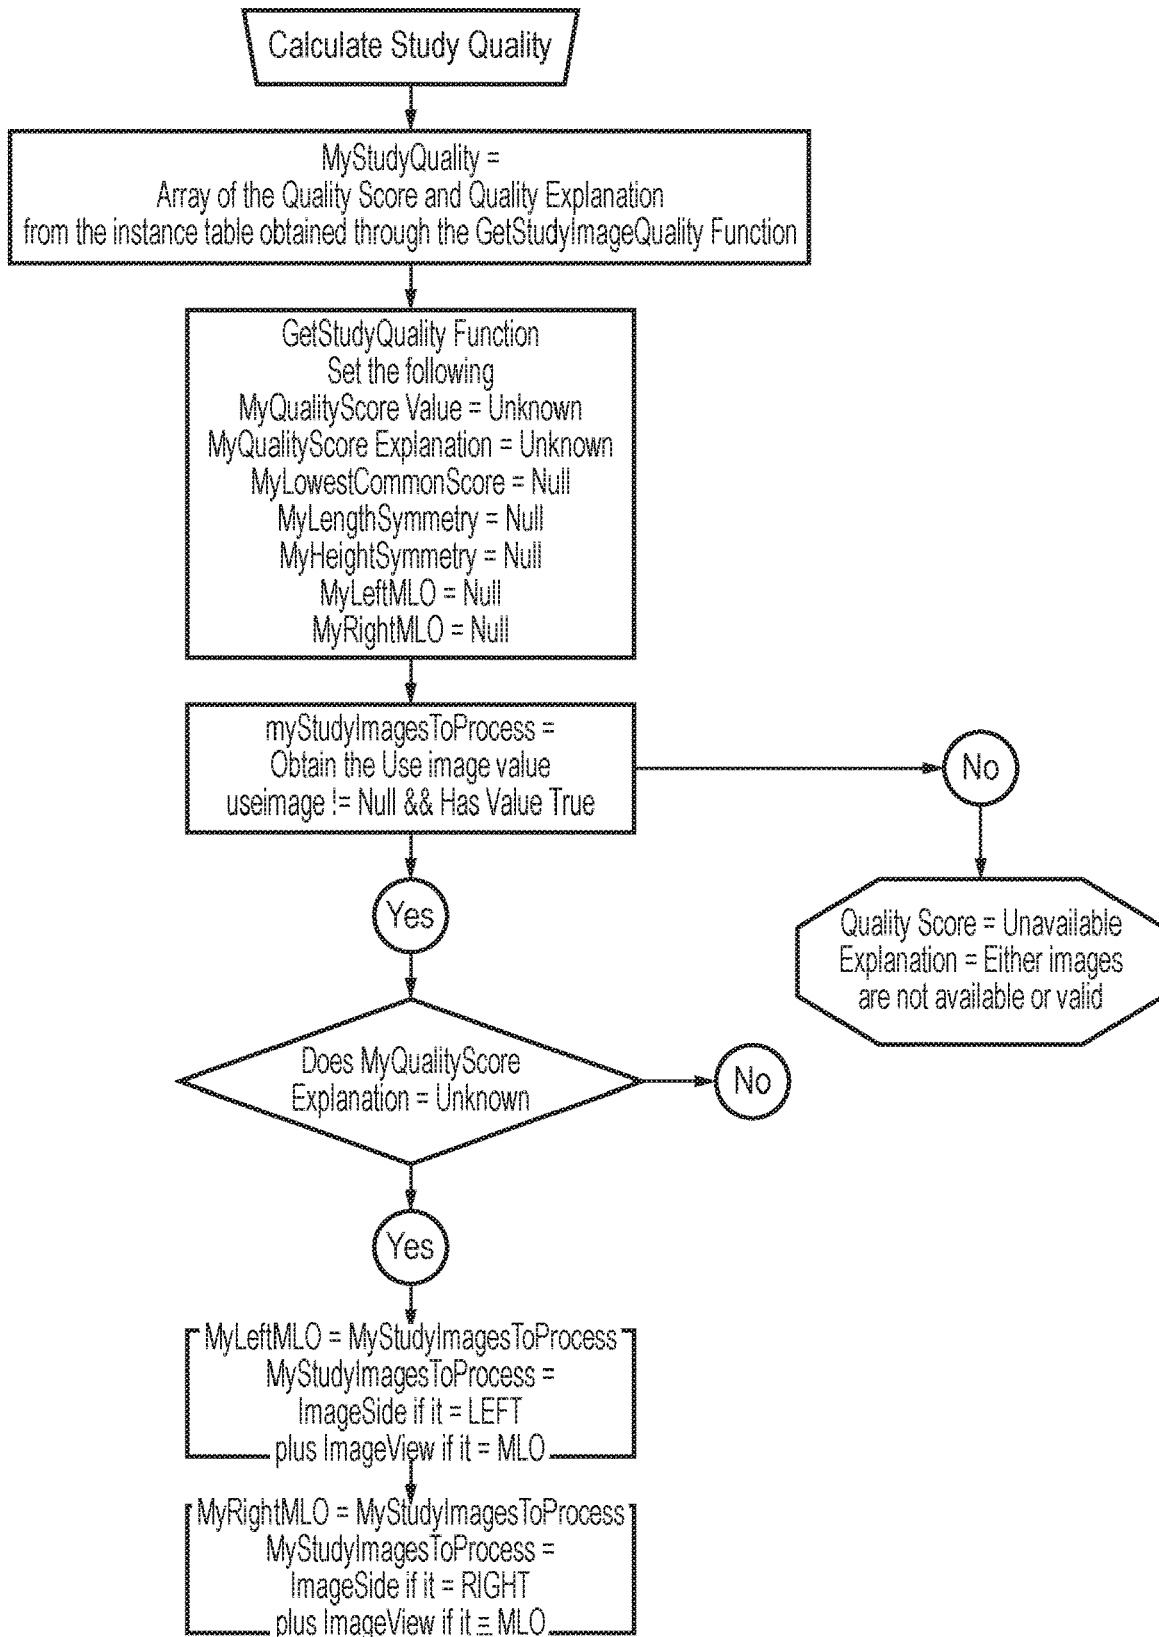 Calculate Study Quality
MyStudyQuality =
Array of the Quality Score and Quality Explanation
from the instance table obtained through the GetStudyImageQuality Function
GetStudyQuality Function
Set the following
MyQualityScore Value = Unknown
MyQualityScore Explanation = Unknown
MyLowestCommonScore = Null
MyLengthSymmetry = Null
MyHeightSymmetry = Null
MyLeftMLO = Null
MyRightMLO = Null
myStudyImagesToProcess =
Obtain the Use image value
useimage != Null && Has Value True
No
Yes
Quality Score = Unavailable
Explanation = Either images
are not available or valid
Does MyQualityScore
Explanation = Unknown
No
Yes
MyLeftMLO = MyStudyImagesToProcess
MyStudyImagesToProcess =
ImageSide if it = LEFT
plus ImageView if it = MLO
MyRightMLO = MyStudyImagesToProcess
MyStudyImagesToProcess =
ImageSide if it = RIGHT
plus ImageView if it = MLO